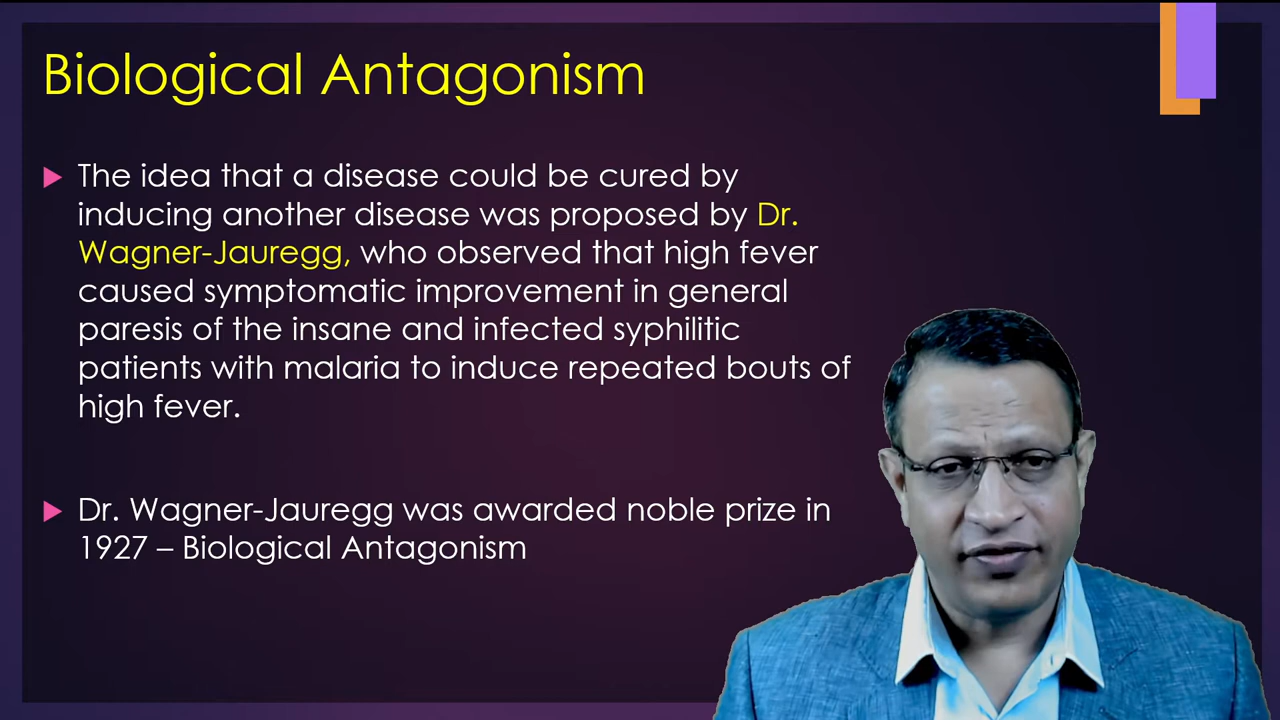 Biological Antagonism
The idea that a disease could be cured by
inducing another disease was proposed by Dr.
Wagner-Jauregg, who observed that high fever
caused symptomatic improvement in general
paresis of the insane and infected syphilitic
patients with malaria to induce repeated bouts of
high fever.
Dr. Wagner-Jauregg was awarded noble prize in
1927 – Biological Antagonism